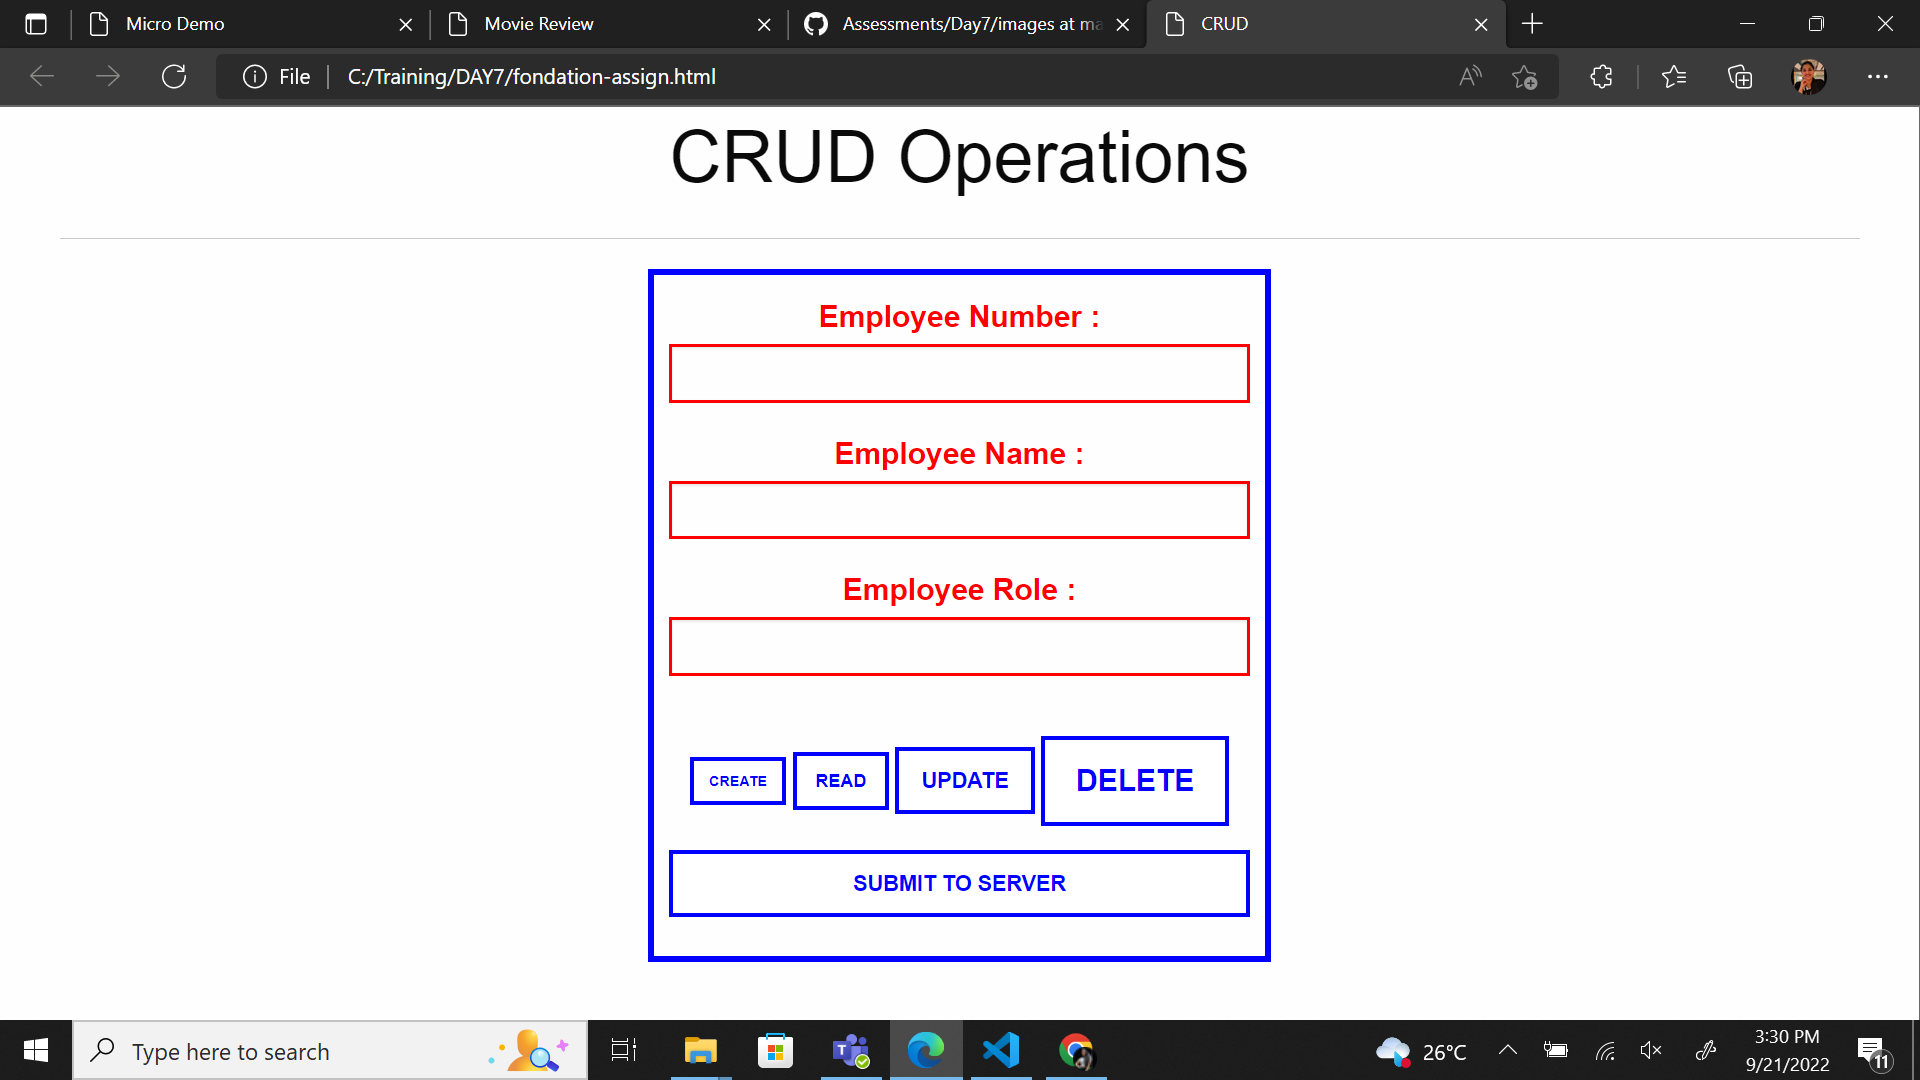 Micro Demo
Movie Review
Assessments/Day7/images at ma
CRUD
File
C:/Training/DAY7/fondation-assign.html
CRUD Operations
Employee Number :
Employee Name :
Employee Role :
CREATE
READ
UPDATE
DELETE
SUBMIT TO SERVER
Type here to search
26°C
3:30 PM
9/21/2022
11